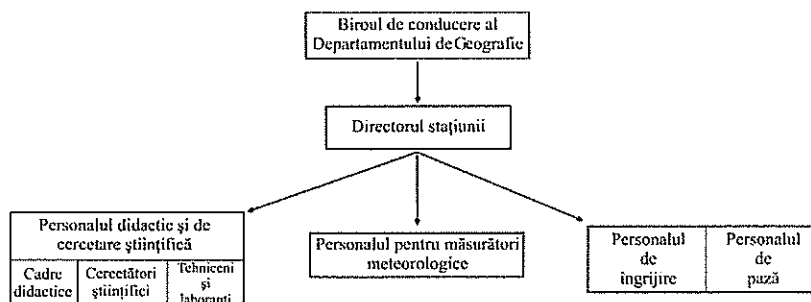 Biroul de conducere al
Departamentului de Geografie
Directorul stațiunii
Personalul didactic și de
cercetare științifică
Cadre
didactice
Cercetători
științifici
Tehniceni
și
laboranți
Personalul pentru măsurători
meteorologice
Personalul
de
îngrijire
Personalul
de
pază